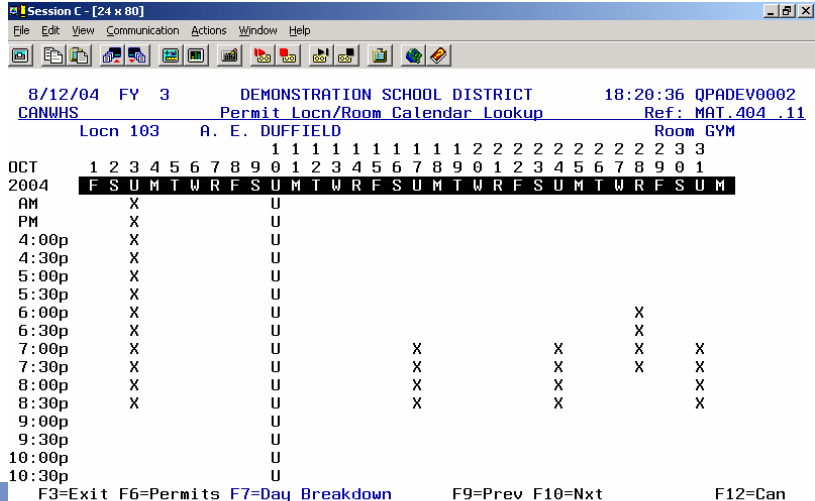 Session C - [24 x 80]
File Edit View Communication Actions Window Help
8/12/04 FY 3 DEMONSTRATION SCHOOL DISTRICT 18:20:36 QPADEV0002
CANWHS Permit Locn/Room Calendar Lookup Ref: MAT.404 .11
Locn 103 A. E. DUFFIELD Room GYM
1 1 1 1 1 1 1 1 1 1 2 2 2 2 2 2 2 2 2 2 3 3
OCT 1 2 3 4 5 6 7 8 9 0 1 2 3 4 5 6 7 8 9 0 1 2 3 4 5 6 7 8 9 0 1
2004 F S U M T W R F S U M T W R F S U M T W R F S U M T W R F S U M
AM X U
PM X U
4:00p X U
4:30p X U
5:00p X U
5:30p X U
6:00p X U X
6:30p X U X
7:00p X U X X X X
7:30p X U X X X X
8:00p X U X X X
8:30p X U X X X
9:00p U
9:30p U
10:00p U
10:30p U
F3=Exit F6=Permits F7=Day Breakdown F9=Prev F10=Nxt F12=Can